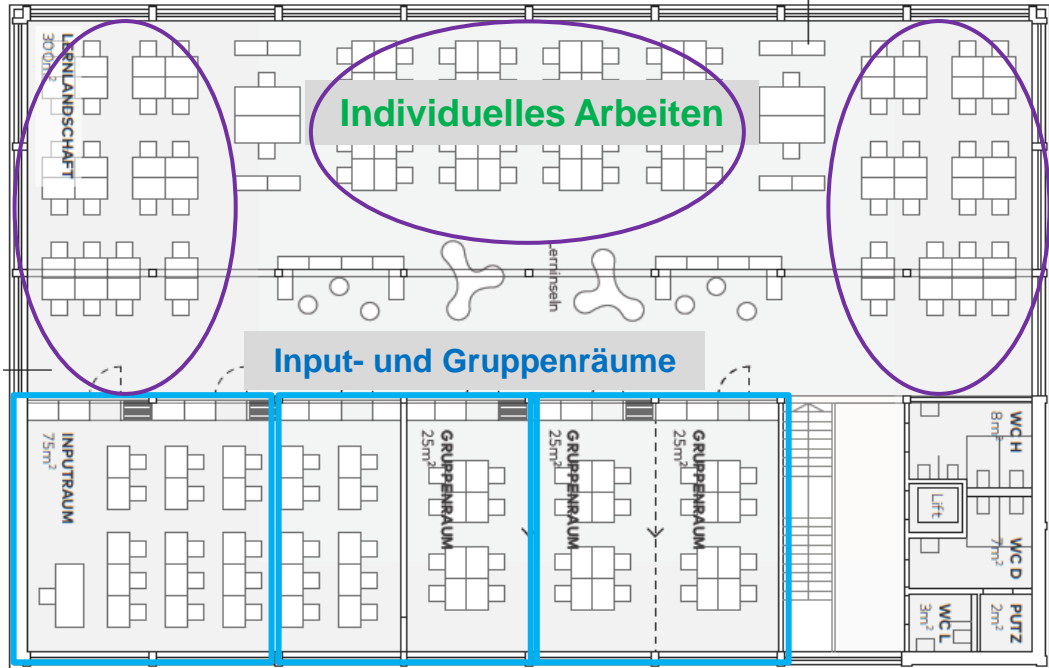 LERNLANDSCHAFT
300m²
Individuelles Arbeiten
Lerninseln
Input- und Gruppenräume
INPUTRAUM
75m²
GRUPPENRAUM
25m²
GRUPPENRAUM
25m²
GRUPPENRAUM
25m²
WC H
8m²
Lift
WC D
7m²
WC L
3m²
PUTZ
2m²